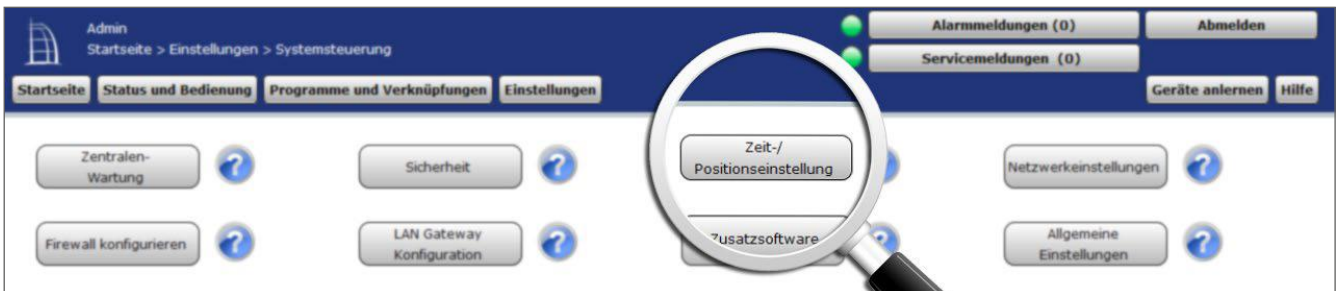 Admin
Startseite > Einstellungen > Systemsteuerung
Alarmmeldungen (0)
Abmelden
Servicemeldungen (0)
Startseite
Status und Bedienung
Programme und Verknüpfungen
Einstellungen
Geräte anlernen
Hilfe
Zentralen-
Wartung
?
Sicherheit
?
Zeit-/
Positionseinstellung
Netzwerkeinstellungen
?
Firewall konfigurieren
?
LAN Gateway
Konfiguration
?
Zusatzsoftware
?
Allgemeine
Einstellungen
?